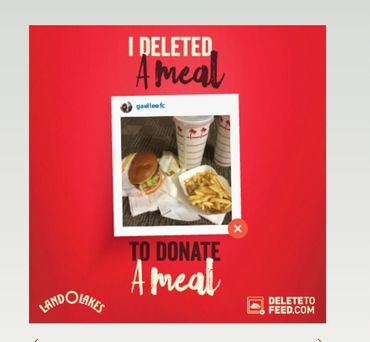 I DELETED
A meal
gaelleefc
TO DONATE
A meal
LAND O LAKES
DELETE TO
FEED.COM